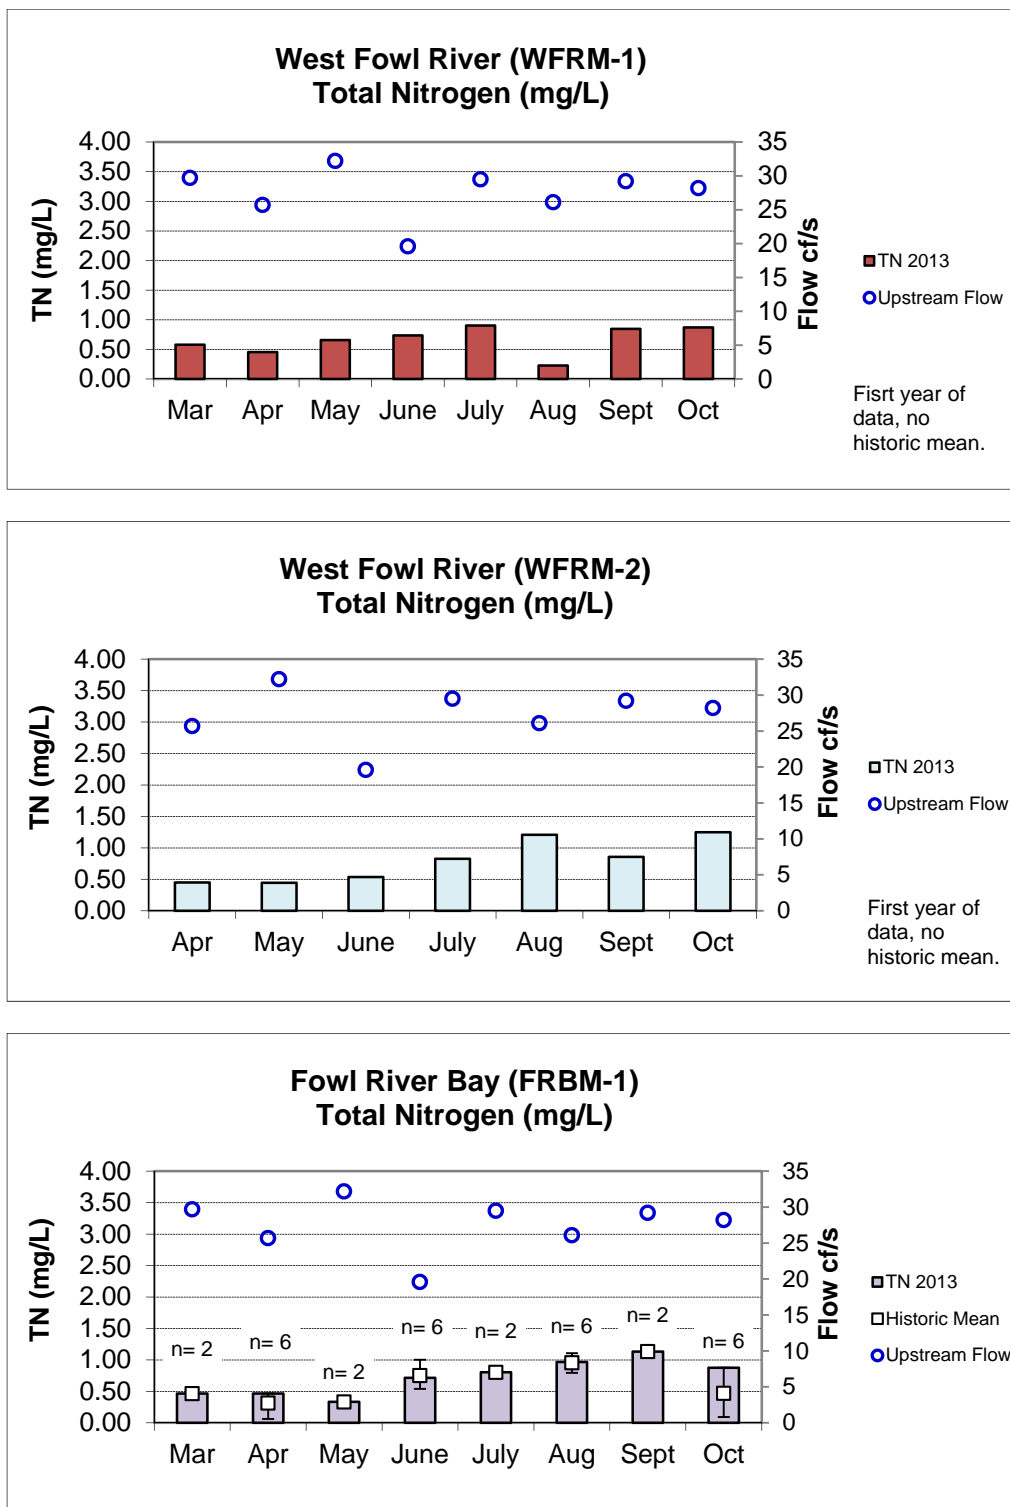 West Fowl River (WFRM-1)
Total Nitrogen (mg/L)
4.00
3.50
3.00
2.50
2.00
1.50
1.00
0.50
0.00
TN (mg/L)
35
30
25
20
15
10
5
0
Flow cf/s
Mar Apr May June July Aug Sept Oct
TN 2013
Upstream Flow
Fisrt year of
data, no
historic mean.
West Fowl River (WFRM-2)
Total Nitrogen (mg/L)
4.00
3.50
3.00
2.50
2.00
1.50
1.00
0.50
0.00
TN (mg/L)
35
30
25
20
15
10
5
0
Flow cf/s
Apr May June July Aug Sept Oct
TN 2013
Upstream Flow
First year of
data, no
historic mean.
Fowl River Bay (FRBM-1)
Total Nitrogen (mg/L)
4.00
3.50
3.00
2.50
2.00
1.50
1.00
0.50
0.00
TN (mg/L)
35
30
25
20
15
10
5
0
Flow cf/s
n= 2 n= 6 n= 2 n= 6 n= 2 n= 6 n= 2 n= 6
Mar Apr May June July Aug Sept Oct
TN 2013
Historic Mean
Upstream Flow